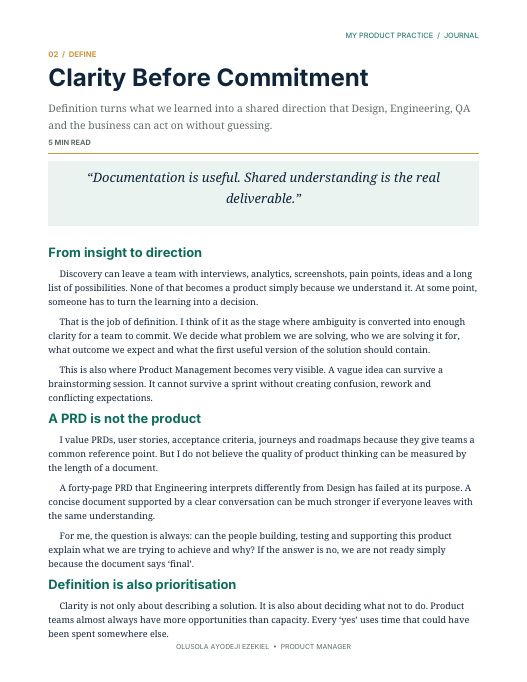 MY PRODUCT PRACTICE / JOURNAL
02 / DEFINE
Clarity Before Commitment
Definition turns what we learned into a shared direction that Design, Engineering, QA
and the business can act on without guessing.
5 MIN READ
“Documentation is useful. Shared understanding is the real
deliverable.”
From insight to direction
Discovery can leave a team with interviews, analytics, screenshots, pain points, ideas and a long
list of possibilities. None of that becomes a product simply because we understand it. At some point,
someone has to turn the learning into a decision.
That is the job of definition. I think of it as the stage where ambiguity is converted into enough
clarity for a team to commit. We decide what problem we are solving, who we are solving it for,
what outcome we expect and what the first useful version of the solution should contain.
This is also where Product Management becomes very visible. A vague idea can survive a
brainstorming session. It cannot survive a sprint without creating confusion, rework and
conflicting expectations.
A PRD is not the product
I value PRDs, user stories, acceptance criteria, journeys and roadmaps because they give teams a
common reference point. But I do not believe the quality of product thinking can be measured by
the length of a document.
A forty-page PRD that Engineering interprets differently from Design has failed at its purpose. A
concise document supported by a clear conversation can be much stronger if everyone leaves with
the same understanding.
For me, the question is always: can the people building, testing and supporting this product
explain what we are trying to achieve and why? If the answer is no, we are not ready simply
because the document says ‘final’.
Definition is also prioritisation
Clarity is not only about describing a solution. It is also about deciding what not to do. Product
teams almost always have more opportunities than capacity. Every ‘yes’ uses time that could have
been spent somewhere else.
OLUSOLA AYODEJI EZEKIEL • PRODUCT MANAGER